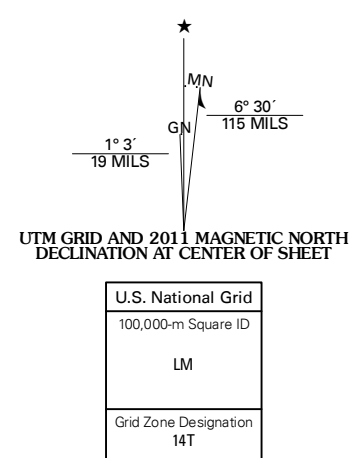 ★
MN
GN
6° 30´
115 MILS
1° 3´
19 MILS
UTM GRID AND 2011 MAGNETIC NORTH
DECLINATION AT CENTER OF SHEET
U.S. National Grid
100,000-m Square ID
LM
Grid Zone Designation
14T